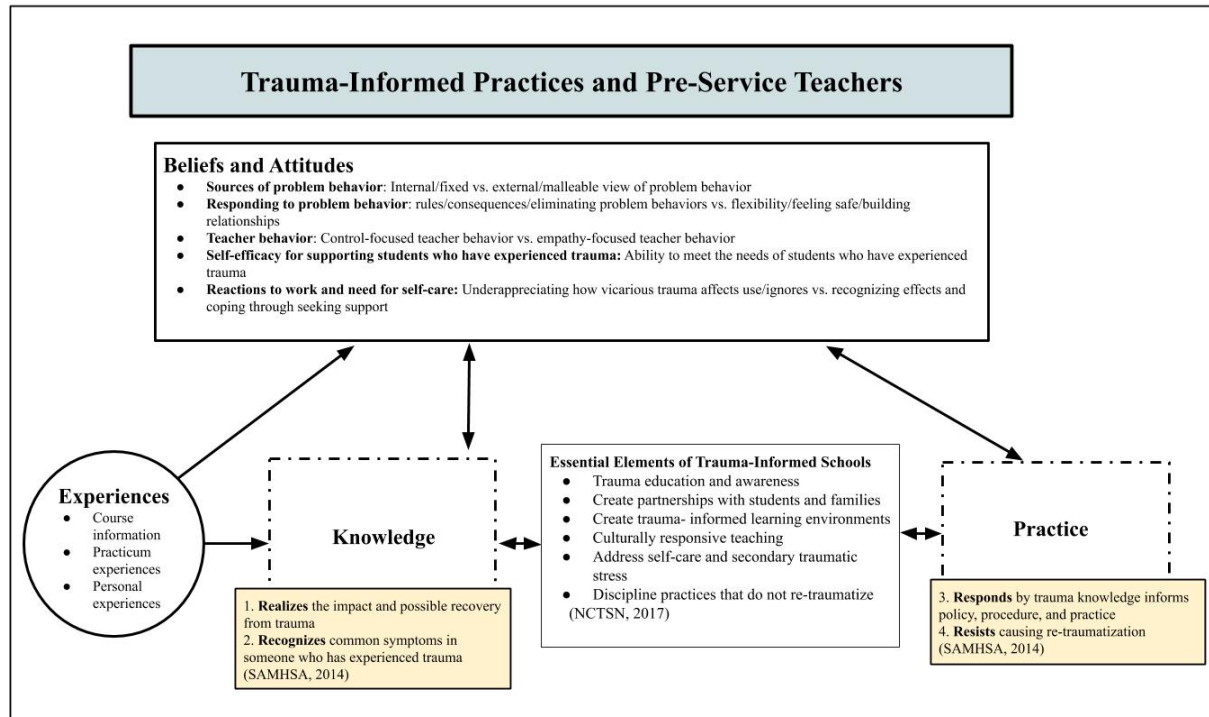 Trauma-Informed Practices and Pre-Service Teachers
Beliefs and Attitudes
● Sources of problem behavior: Internal/fixed vs. external/malleable view of problem behavior
● Responding to problem behavior: rules/consequences/eliminating problem behaviors vs. flexibility/feeling safe/building
relationships
● Teacher behavior: Control-focused teacher behavior vs. empathy-focused teacher behavior
● Self-efficacy for supporting students who have experienced trauma: Ability to meet the needs of students who have experienced
trauma
● Reactions to work and need for self-care: Underappreciating how vicarious trauma affects use/ignores vs. recognizing effects and
coping through seeking support
Experiences
● Course
information
● Practicum
experiences
● Personal
experiences
Knowledge
1. Realizes the impact and possible recovery
from trauma
2. Recognizes common symptoms in
someone who has experienced trauma
(SAMHSA, 2014)
Essential Elements of Trauma-Informed Schools
● Trauma education and awareness
● Create partnerships with students and families
● Create trauma- informed learning environments
● Culturally responsive teaching
● Address self-care and secondary traumatic
stress
● Discipline practices that do not re-traumatize
(NCTSN, 2017)
Practice
3. Responds by trauma knowledge informs
policy, procedure, and practice
4. Resists causing re-traumatization
(SAMHSA, 2014)